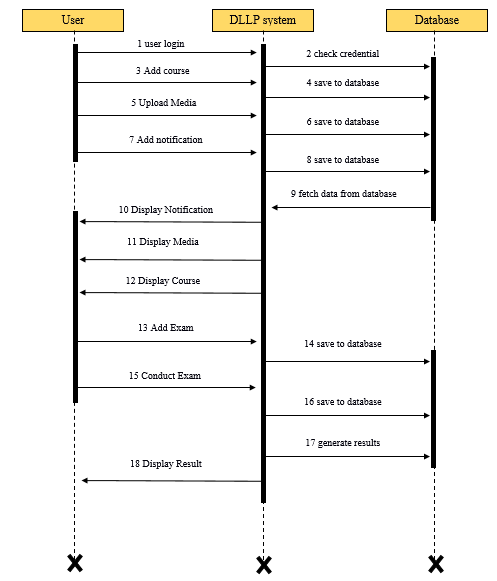 User
DLLP system
Database
1 user login
2 check credential
3 Add course
4 save to database
5 Upload Media
6 save to database
7 Add notification
8 save to database
9 fetch data from database
10 Display Notification
11 Display Media
12 Display Course
13 Add Exam
14 save to database
15 Conduct Exam
16 save to database
17 generate results
18 Display Result